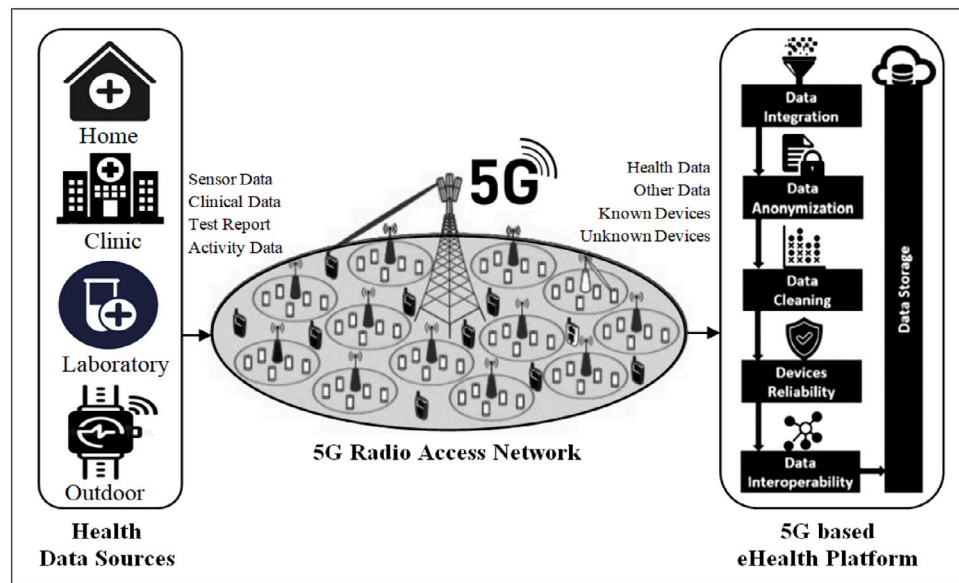 Home
Clinic
Laboratory
Outdoor
Health
Data Sources
Sensor Data
Clinical Data
Test Report
Activity Data
5G
5G Radio Access Network
Health Data
Other Data
Known Devices
Unknown Devices
Data
Integration
Data
Anonymization
Data
Cleaning
Devices
Reliability
Data
Interoperability
Data Storage
5G based
eHealth Platform